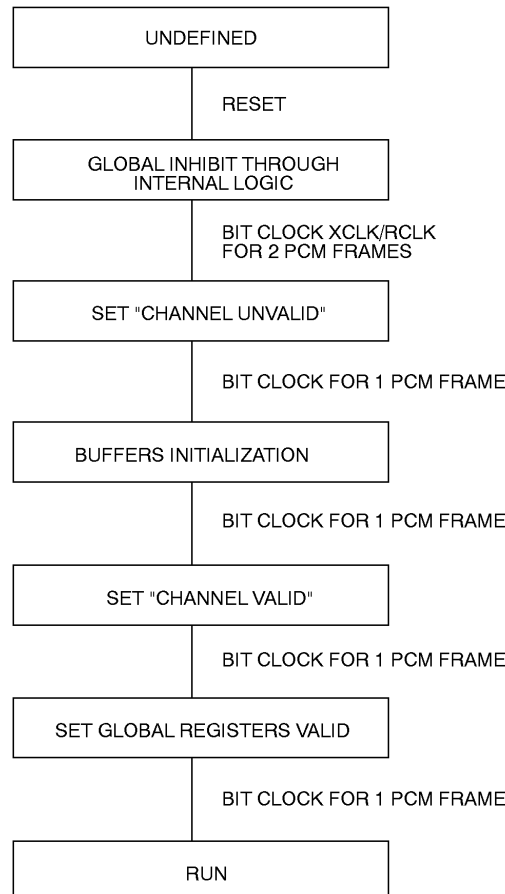 UNDEFINED
RESET
GLOBAL INHIBIT THROUGH
INTERNAL LOGIC
BIT CLOCK XCLK/RCLK
FOR 2 PCM FRAMES
SET "CHANNEL UNVALID"
BIT CLOCK FOR 1 PCM FRAME
BUFFERS INITIALIZATION
BIT CLOCK FOR 1 PCM FRAME
SET "CHANNEL VALID"
BIT CLOCK FOR 1 PCM FRAME
SET GLOBAL REGISTERS VALID
BIT CLOCK FOR 1 PCM FRAME
RUN